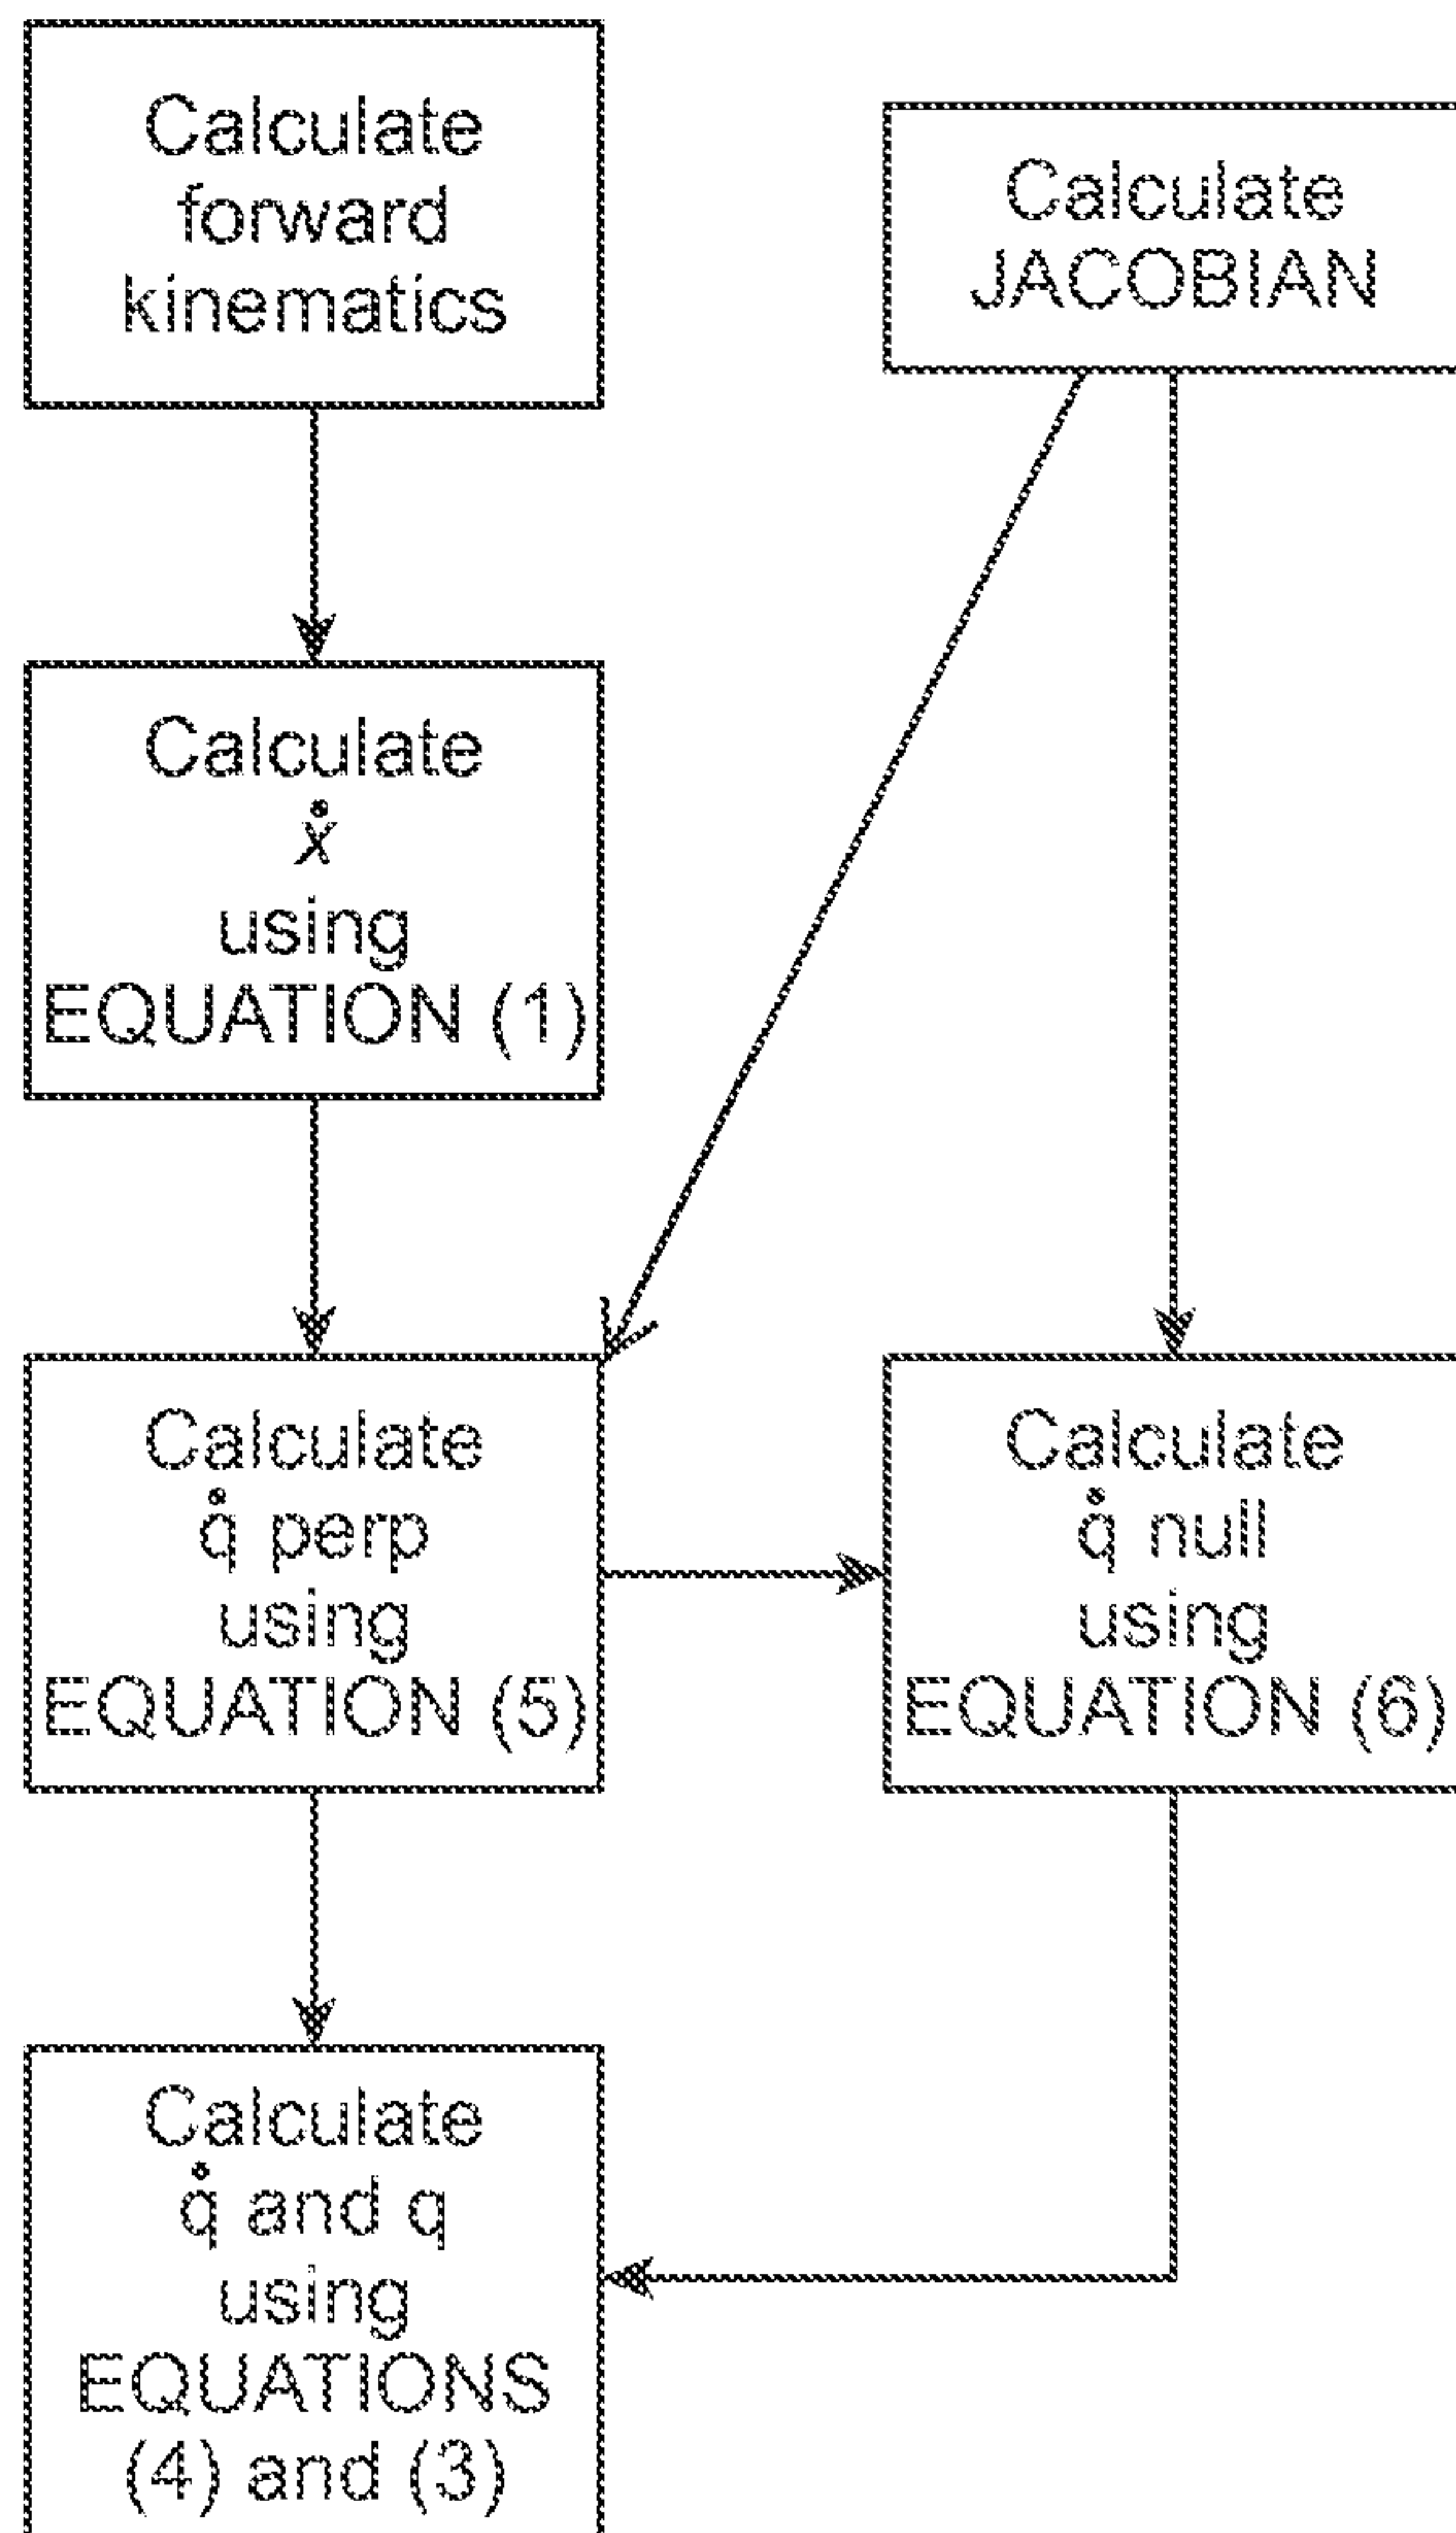 Calculate
forward
kinematics
Calculate
JACOBIAN
Calculate
ẋ
using
EQUATION (1)
Calculate
q̇ perp
using
EQUATION (5)
Calculate
q̇ null
using
EQUATION (6)
Calculate
q̇ and q
using
EQUATIONS
(4) and (3)